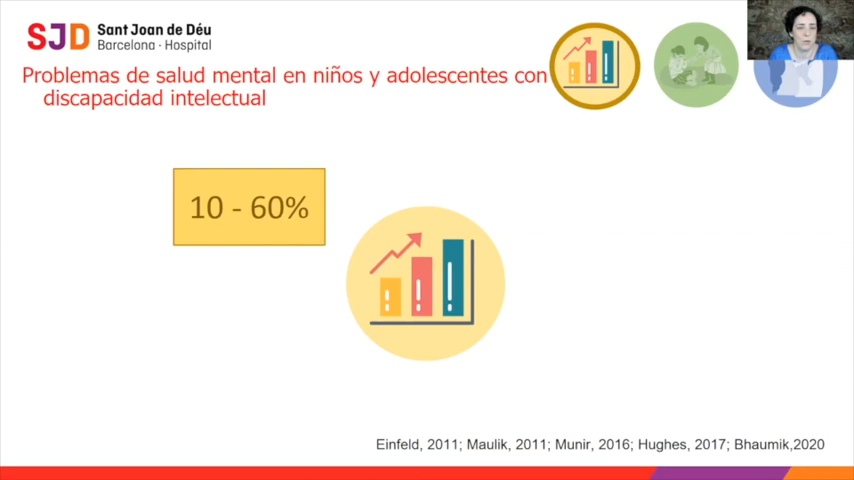 SJD Sant Joan de Déu
Barcelona · Hospital
Problemas de salud mental en niños y adolescentes con
discapacidad intelectual
10 - 60%
Einfeld, 2011; Maulik, 2011; Munir, 2016; Hughes, 2017; Bhaumik,2020